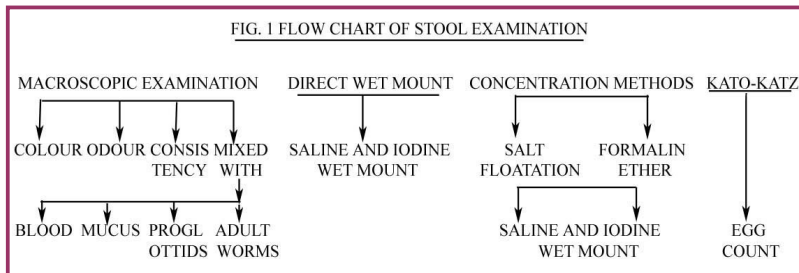 FIG. 1 FLOW CHART OF STOOL EXAMINATION
MACROSCOPIC EXAMINATION DIRECT WET MOUNT CONCENTRATION METHODS KATO-KATZ
COLOUR ODOUR CONSIS MIXED SALINE AND IODINE SALT FORMALIN
TENCY WITH WET MOUNT FLOATATION ETHER
BLOOD MUCUS PROGL ADULT SALINE AND IODINE EGG
OTTIDS WORMS WET MOUNT COUNT